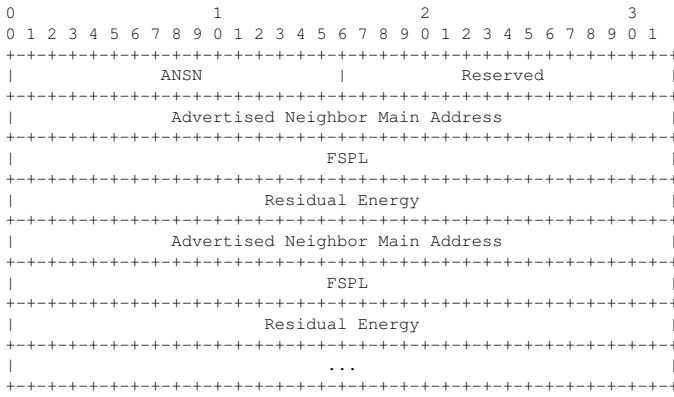 0                   1                   2                   3
0 1 2 3 4 5 6 7 8 9 0 1 2 3 4 5 6 7 8 9 0 1 2 3 4 5 6 7 8 9 0 1
+-+-+-+-+-+-+-+-+-+-+-+-+-+-+-+-+-+-+-+-+-+-+-+-+-+-+-+-+-+-+-+-+
|              ANSN             |           Reserved            |
+-+-+-+-+-+-+-+-+-+-+-+-+-+-+-+-+-+-+-+-+-+-+-+-+-+-+-+-+-+-+-+-+
|               Advertised Neighbor Main Address                |
+-+-+-+-+-+-+-+-+-+-+-+-+-+-+-+-+-+-+-+-+-+-+-+-+-+-+-+-+-+-+-+-+
|                              FSPL                             |
+-+-+-+-+-+-+-+-+-+-+-+-+-+-+-+-+-+-+-+-+-+-+-+-+-+-+-+-+-+-+-+-+
|                        Residual Energy                        |
+-+-+-+-+-+-+-+-+-+-+-+-+-+-+-+-+-+-+-+-+-+-+-+-+-+-+-+-+-+-+-+-+
|               Advertised Neighbor Main Address                |
+-+-+-+-+-+-+-+-+-+-+-+-+-+-+-+-+-+-+-+-+-+-+-+-+-+-+-+-+-+-+-+-+
|                              FSPL                             |
+-+-+-+-+-+-+-+-+-+-+-+-+-+-+-+-+-+-+-+-+-+-+-+-+-+-+-+-+-+-+-+-+
|                        Residual Energy                        |
+-+-+-+-+-+-+-+-+-+-+-+-+-+-+-+-+-+-+-+-+-+-+-+-+-+-+-+-+-+-+-+-+
|                              ...                              |
+-+-+-+-+-+-+-+-+-+-+-+-+-+-+-+-+-+-+-+-+-+-+-+-+-+-+-+-+-+-+-+-+